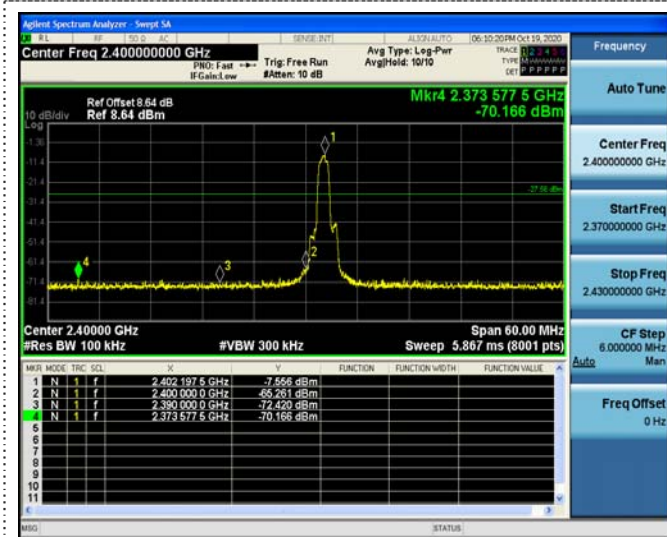 Agilent Spectrum Analyzer - Swept SA
RL RF 50 Ω AC SENSE:INT ALIGN AUTO 06:10:20 PM Oct 19, 2020
Center Freq 2.400000000 GHz
PNO: Fast
IFGain:Low
Trig: Free Run
#Atten: 10 dB
Avg Type: Log-Pwr
Avg|Hold: 10/10
TRACE 1 2 3 4 5 6
TYPE M
DET P P P P P P
Frequency
Auto Tune
Center Freq
2.400000000 GHz
Start Freq
2.370000000 GHz
Stop Freq
2.430000000 GHz
CF Step
6.000000 MHz
Auto Man
Freq Offset
0 Hz
Mkr4 2.373 577 5 GHz
-70.166 dBm
Ref Offset 8.64 dB
10 dB/div Ref 8.64 dBm
Log
-1.36
-11.4
-21.4
-31.4
-41.4
-51.4
-61.4
-71.4
-81.4
1
2
3
4
Center 2.40000 GHz Span 60.00 MHz
#Res BW 100 kHz #VBW 300 kHz Sweep 5.867 ms (8001 pts)
MKR MODE TRC SCL X Y FUNCTION FUNCTION WIDTH FUNCTION VALUE
1 N 1 f 2.402 197 5 GHz -7.556 dBm
2 N 1 f 2.400 000 0 GHz -65.261 dBm
3 N 1 f 2.390 000 0 GHz -72.420 dBm
4 N 1 f 2.373 577 5 GHz -70.166 dBm
5
6
7
8
9
10
11
MSG STATUS